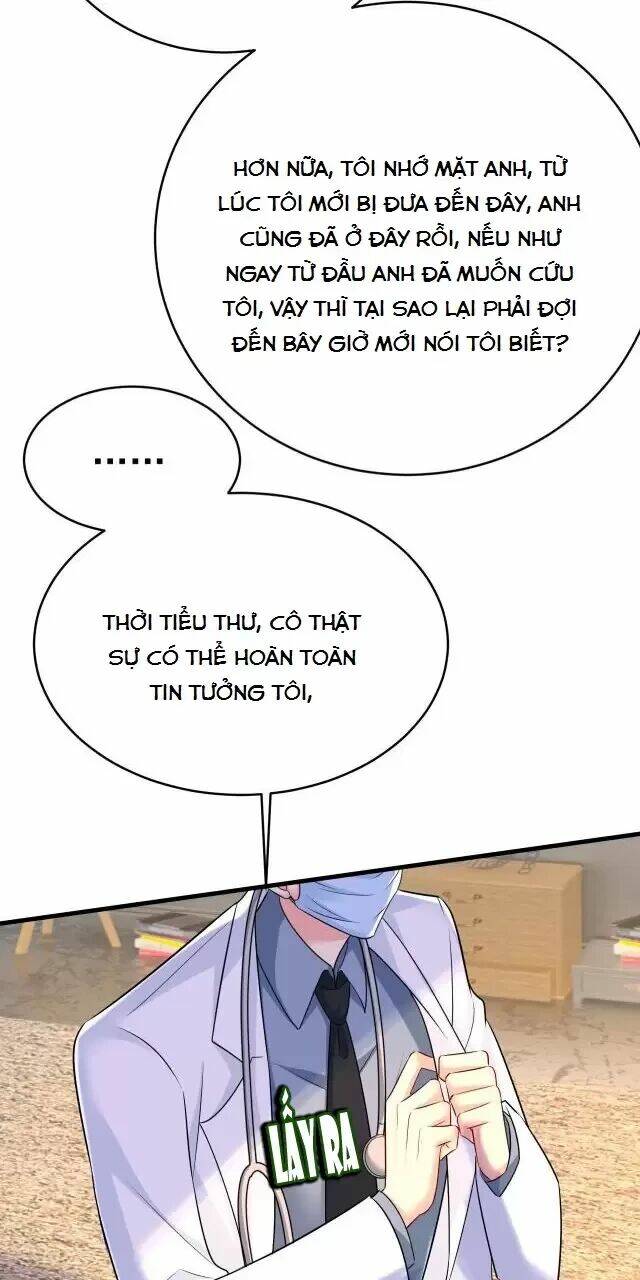 HƠN NỮA, TÔI NHỚ MẶT ANH, TỪ
LÚC TÔI MỚI BỊ ĐƯA ĐẾN ĐÂY, ANH
CŨNG ĐÃ Ở ĐÂY RỒI, NẾU NHƯ
NGAY TỪ ĐẦU ANH ĐÃ MUỐN CỨU
TÔI, VẬY THÌ TẠI SAO LẠI PHẢI ĐỢI
ĐẾN BÂY GIỜ MỚI NÓI TÔI BIẾT?
......
THỜI TIỂU THƯ, CÔ THẬT
SỰ CÓ THỂ HOÀN TOÀN
TIN TƯỞNG TÔI,
LẤY RA